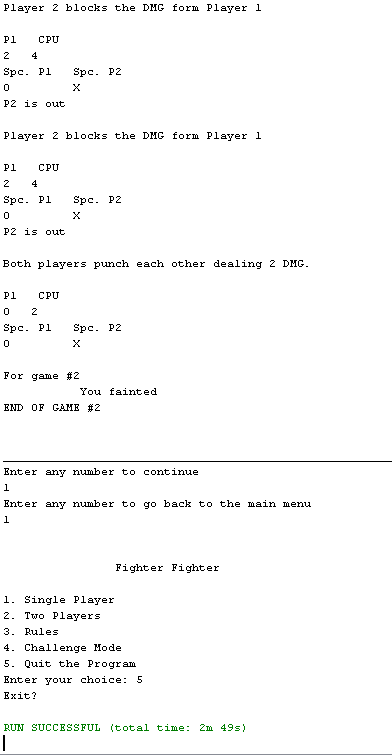 Player 2 blocks the DMG form Player 1
P1 CPU
2 4
Spc. P1 Spc. P2
0 X
P2 is out
Player 2 blocks the DMG form Player 1
P1 CPU
2 4
Spc. P1 Spc. P2
0 X
P2 is out
Both players punch each other dealing 2 DMG.
P1 CPU
0 2
Spc. P1 Spc. P2
0 X
For game #2
You fainted
END OF GAME #2
Enter any number to continue
1
Enter any number to go back to the main menu
1
Fighter Fighter
1. Single Player
2. Two Players
3. Rules
4. Challenge Mode
5. Quit the Program
Enter your choice: 5
Exit?
RUN SUCCESSFUL (total time: 2m 49s)